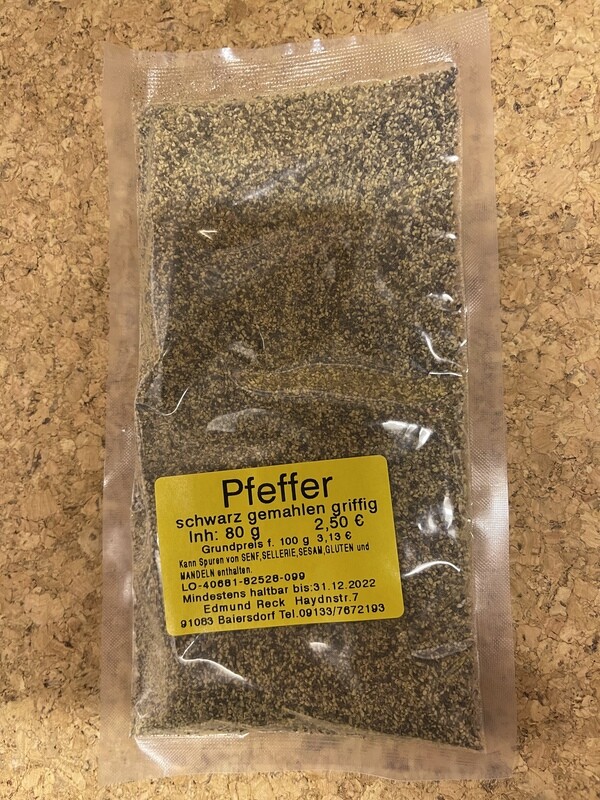 Pfeffer
schwarz gemahlen griffig
Inh: 80 g 2,50 €
Grundpreis f. 100 g 3,13 €
Kann Spuren von SENF,SELLERIE,SESAM,GLUTEN und
MANDELN enthalten.
LO-40681-82528-099
Mindestens haltbar bis:31.12.2022
Edmund Reck Haydnstr.7
91083 Baiersdorf Tel.09133/7672193